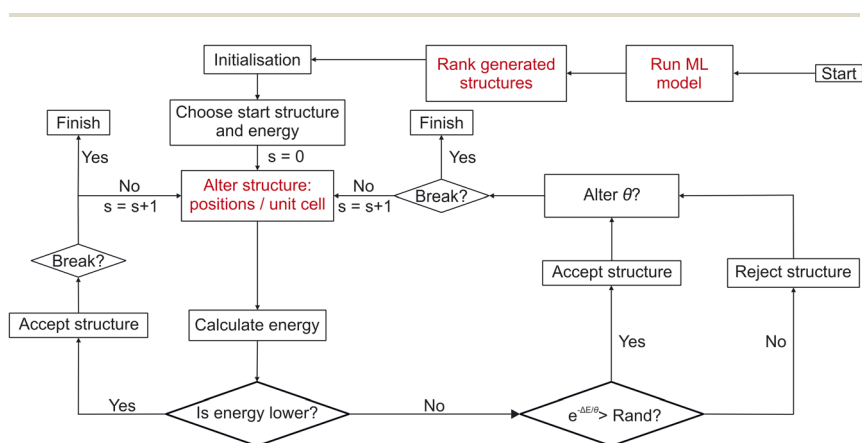 Start
Run ML
model
Rank generated
structures
Initialisation
Choose start structure
and energy
s = 0
Alter structure:
positions / unit cell
Calculate energy
Is energy lower?
Yes
Accept structure
Break?
No
s = s+1
Yes
Finish
No
e^-ΔE/θ > Rand?
Yes
Accept structure
No
Reject structure
Alter θ?
Break?
No
s = s+1
Yes
Finish